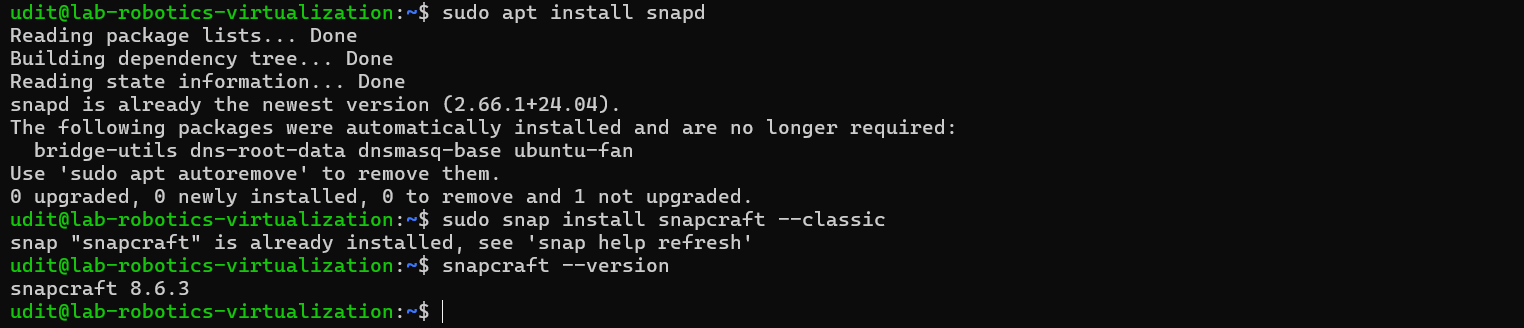 udit@lab-robotics-virtualization:~$ sudo apt install snapd
Reading package lists... Done
Building dependency tree... Done
Reading state information... Done
snapd is already the newest version (2.66.1+24.04).
The following packages were automatically installed and are no longer required:
  bridge-utils dns-root-data dnsmasq-base ubuntu-fan
Use 'sudo apt autoremove' to remove them.
0 upgraded, 0 newly installed, 0 to remove and 1 not upgraded.
udit@lab-robotics-virtualization:~$ sudo snap install snapcraft --classic
snap "snapcraft" is already installed, see 'snap help refresh'
udit@lab-robotics-virtualization:~$ snapcraft --version
snapcraft 8.6.3
udit@lab-robotics-virtualization:~$